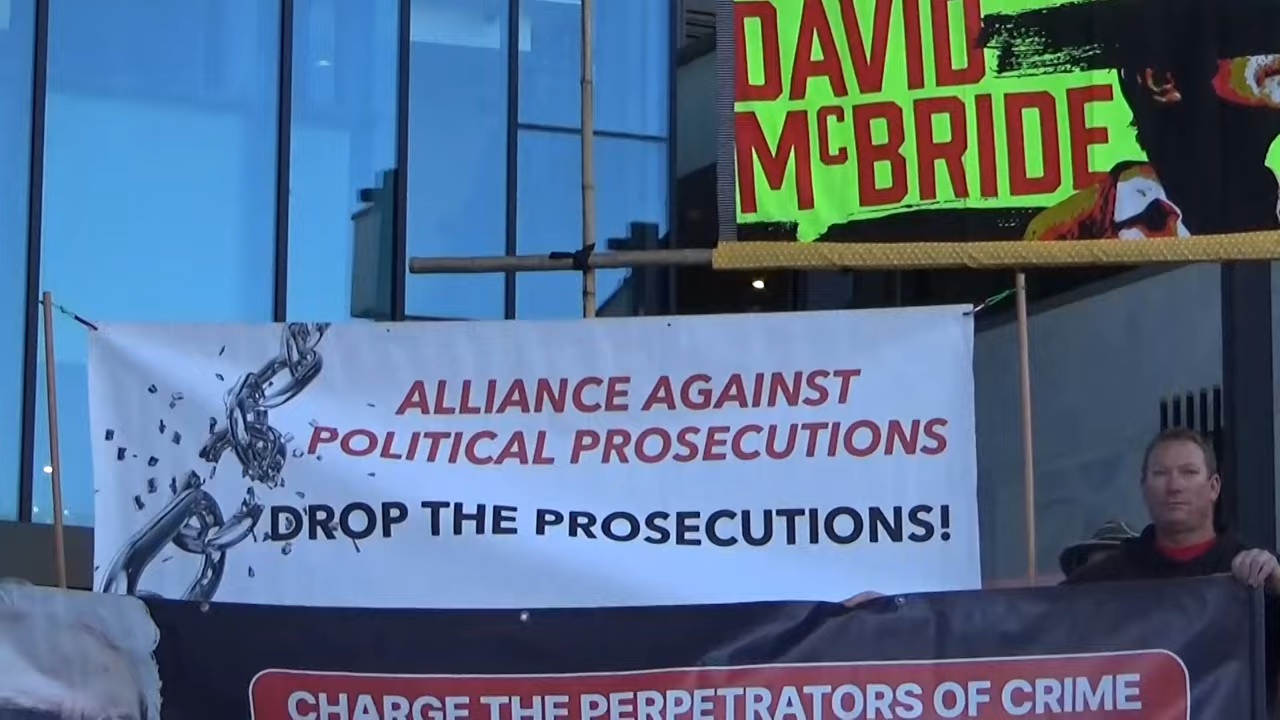 DAVID
McBRIDE
ALLIANCE AGAINST
POLITICAL PROSECUTIONS
DROP THE PROSECUTIONS!
CHARGE THE PERPETRATORS OF CRIME